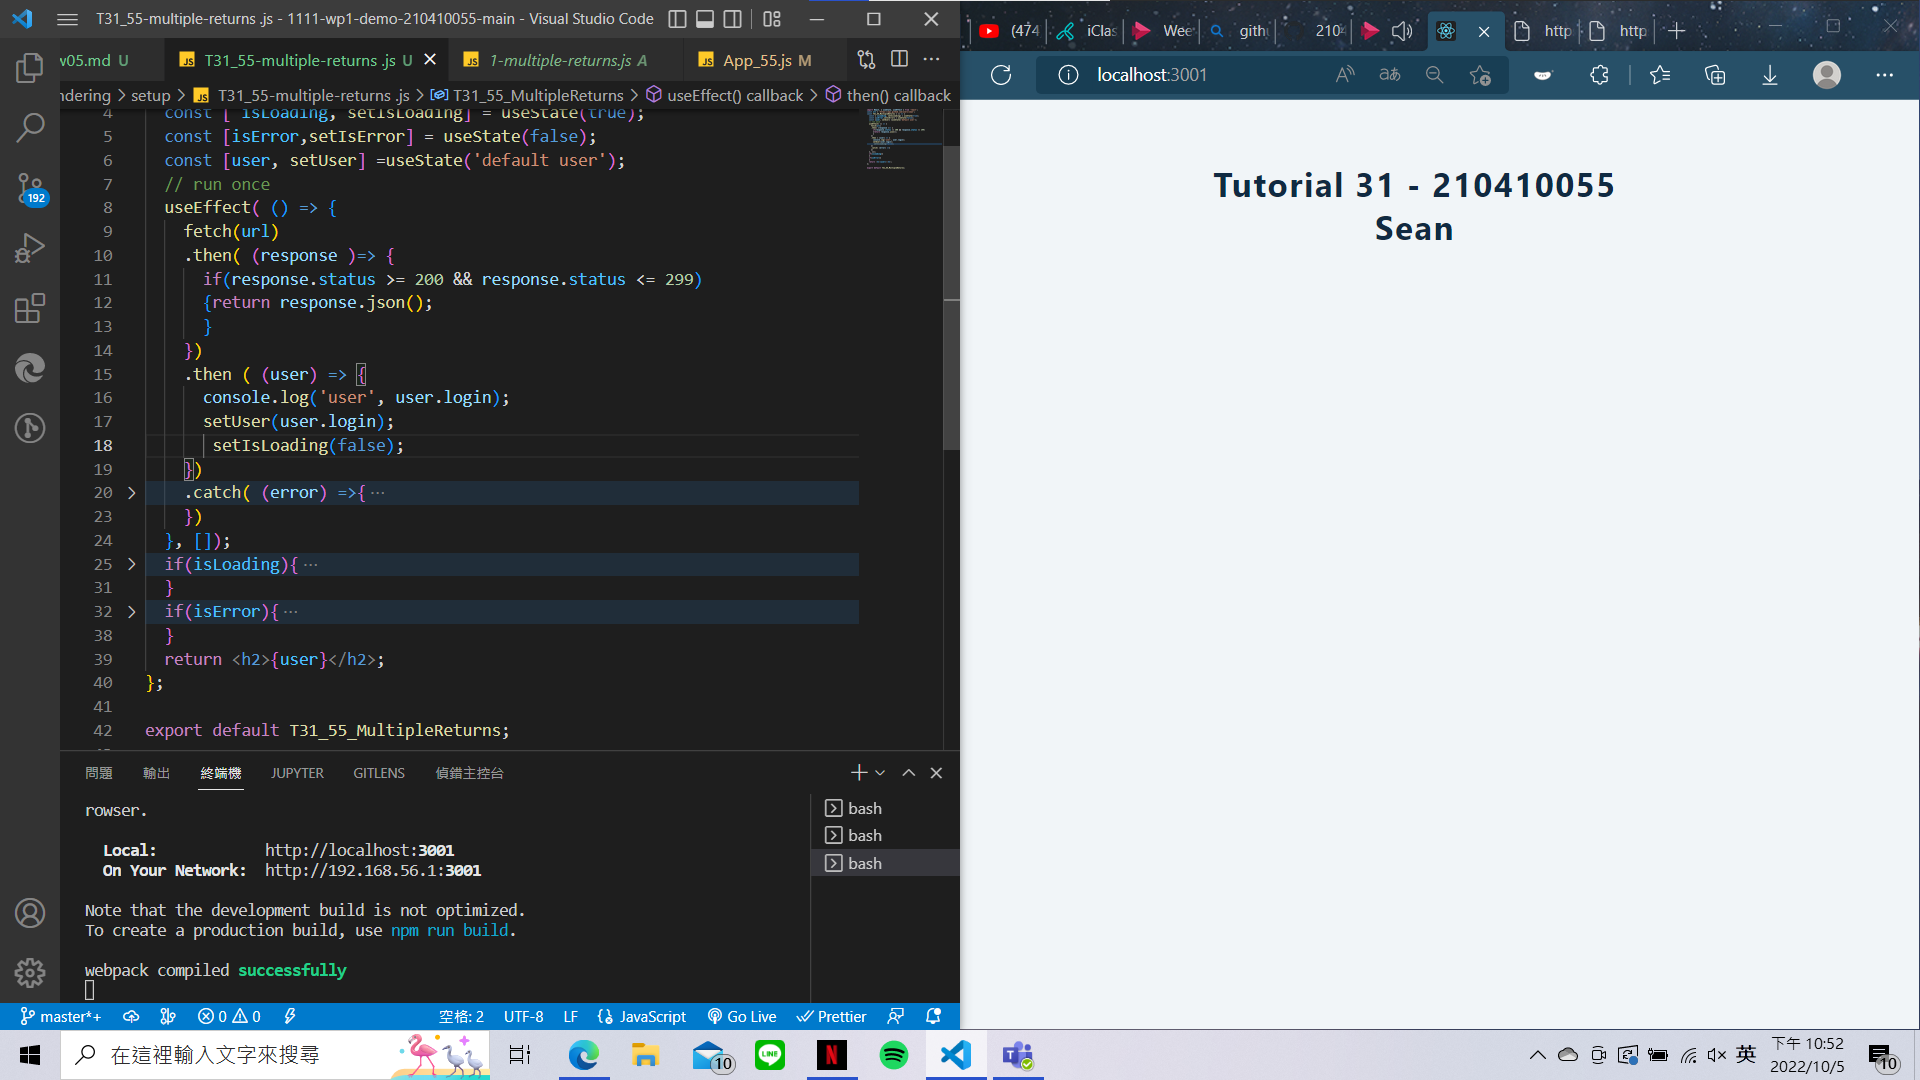 T31_55-multiple-returns .js - 1111-wp1-demo-210410055-main - Visual Studio Code
w05.md U
T31_55-multiple-returns .js U
1-multiple-returns.js A
App_55.js M
ndering > setup > T31_55-multiple-returns .js > T31_55_MultipleReturns > useEffect() callback > then() callback
4 const [ isLoading, setIsLoading] = useState(true);
5 const [isError,setIsError] = useState(false);
6 const [user, setUser] =useState('default user');
7 // run once
8 useEffect( () => {
9 fetch(url)
10 .then( (response )=> {
11 if(response.status >= 200 && response.status <= 299)
12 {return response.json();
13 }
14 })
15 .then ( (user) => {
16 console.log('user', user.login);
17 setUser(user.login);
18 setIsLoading(false);
19 })
20 .catch( (error) =>{ ···
23 })
24 }, []);
25 if(isLoading){ ···
31 }
32 if(isError){ ···
38 }
39 return <h2>{user}</h2>;
40 };
41
42 export default T31_55_MultipleReturns;
問題 輸出 終端機 JUPYTER GITLENS 偵錯主控台
rowser.
Local: http://localhost:3001
On Your Network: http://192.168.56.1:3001
Note that the development build is not optimized.
To create a production build, use npm run build.
webpack compiled successfully
bash
bash
bash
192
master*+ 0 0 空格: 2 UTF-8 LF JavaScript Go Live Prettier
(474 iClas Wee gith 2104 http http
localhost:3001
Tutorial 31 - 210410055
Sean
在這裡輸入文字來搜尋
10
LINE
N
英
下午 10:52
2022/10/5
10